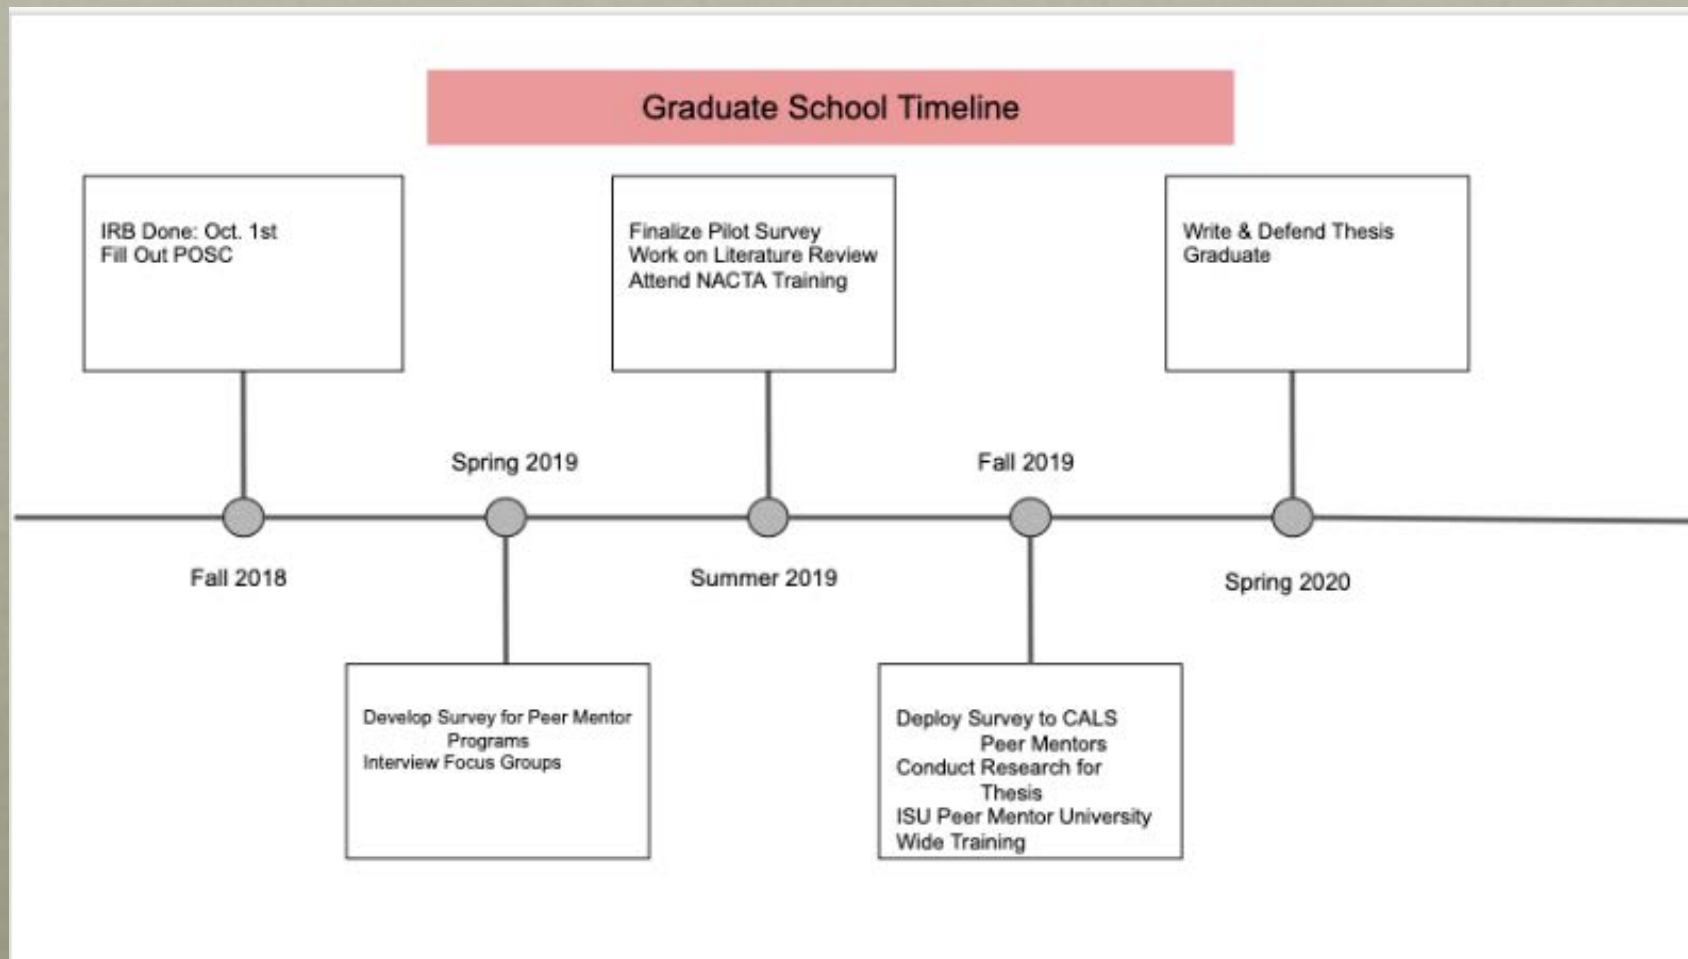 Graduate School Timeline
IRB Done: Oct. 1st
Fill Out POSC
Fall 2018
Spring 2019
Develop Survey for Peer Mentor
Programs
Interview Focus Groups
Finalize Pilot Survey
Work on Literature Review
Attend NACTA Training
Summer 2019
Fall 2019
Deploy Survey to CALS
Peer Mentors
Conduct Research for
Thesis
ISU Peer Mentor University
Wide Training
Write & Defend Thesis
Graduate
Spring 2020